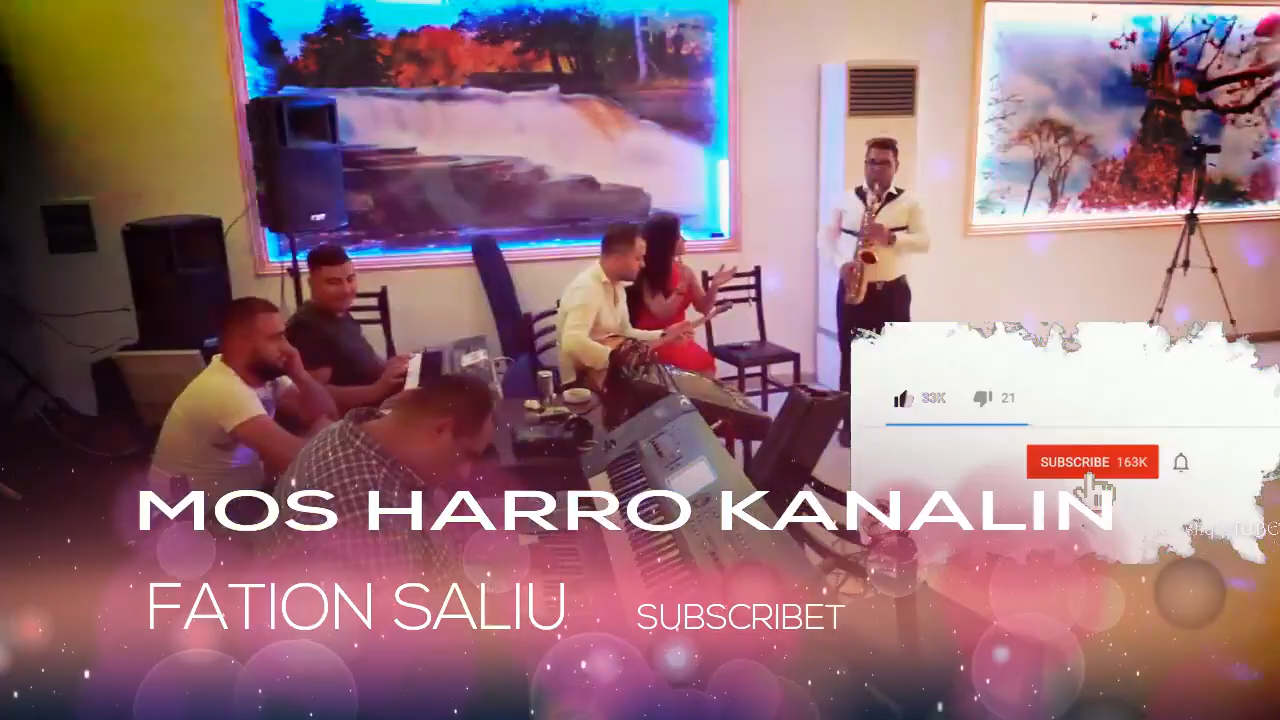 33K 21
SUBSCRIBE 163K
MOS HARRO KANALIN
FATION SALIU SUBSCRIBET